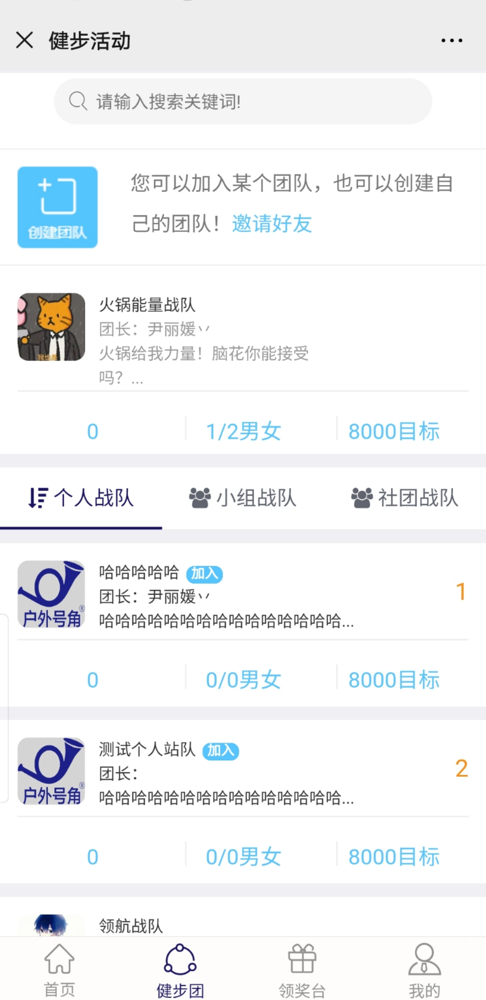 健步活动
请输入搜索关键词!
您可以加入某个团队，也可以创建自
己的团队！邀请好友
创建团队
火锅能量战队
团长：尹丽媛丷
火锅给我力量！脑花你能接受
吗？...
我也是
0 1/2男女 8000目标
个人战队 小组战队 社团战队
哈哈哈哈哈 加入
团长：尹丽媛丷
哈哈哈哈哈哈哈哈哈哈哈哈哈哈哈...
1
户外号角®
0 0/0男女 8000目标
测试个人站队 加入
团长：
哈哈哈哈哈哈哈哈哈哈哈哈哈哈哈...
2
户外号角®
0 0/0男女 8000目标
领航战队
首页 健步团 领奖台 我的